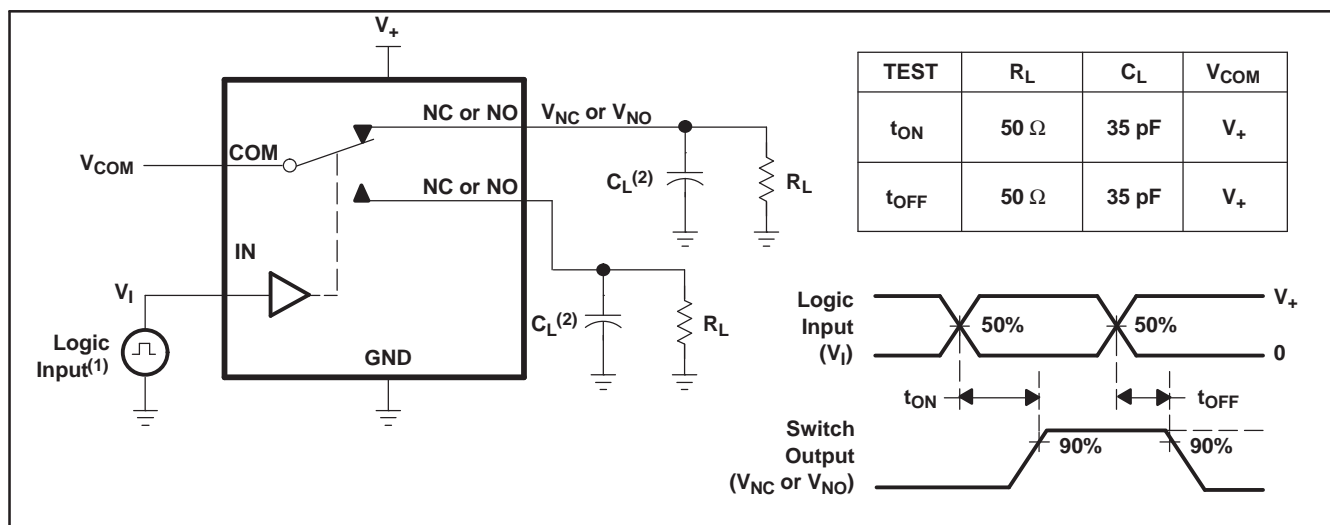 V+
NC or NO
VNC or VNO
COM
VCOM
CL(2)
RL
NC or NO
IN
VI
CL(2)
RL
Logic
Input(1)
GND
TEST RL CL VCOM
tON 50 Ω 35 pF V+
tOFF 50 Ω 35 pF V+
Logic
Input
(VI)
50%
50%
V+
0
tON
tOFF
Switch
Output
(VNC or VNO)
90%
90%